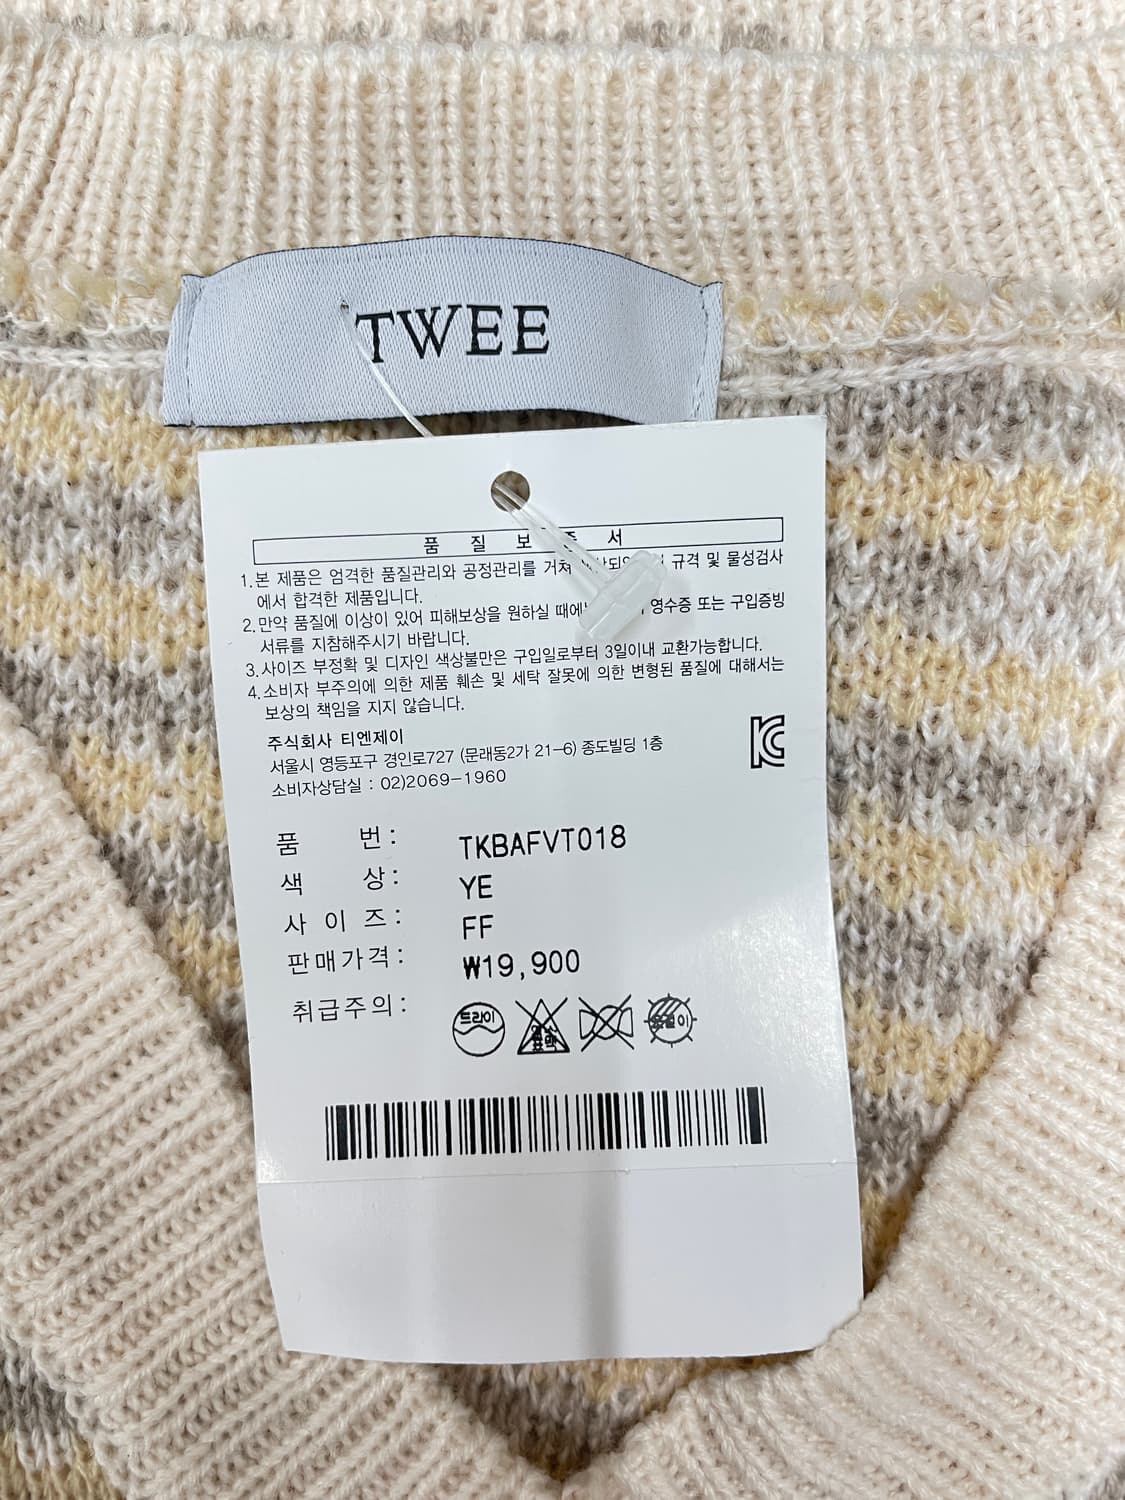 TWEE
품 질 보 증 서
1.본 제품은 엄격한 품질관리와 공정관리를 거쳐 규격 및 물성검사
에서 합격한 제품입니다.
2.만약 품질에 이상이 있어 피해보상을 원하실 때에 영수증 또는 구입증빙
서류를 지참해주시기 바랍니다.
3.사이즈 부정확 및 디자인 색상불만은 구입일로부터 3일이내 교환가능합니다.
4.소비자 부주의에 의한 제품 훼손 및 세탁 잘못에 의한 변형된 품질에 대해서는
보상의 책임을 지지 않습니다.
주식회사 티엔제이
서울시 영등포구 경인로727 (문래동2가 21-6) 종도빌딩 1층
소비자상담실 : 02)2069-1960
품 번: TKBAFVT018
색 상: YE
사 이 즈: FF
판매가격: ₩19,900
취급주의:
드라이